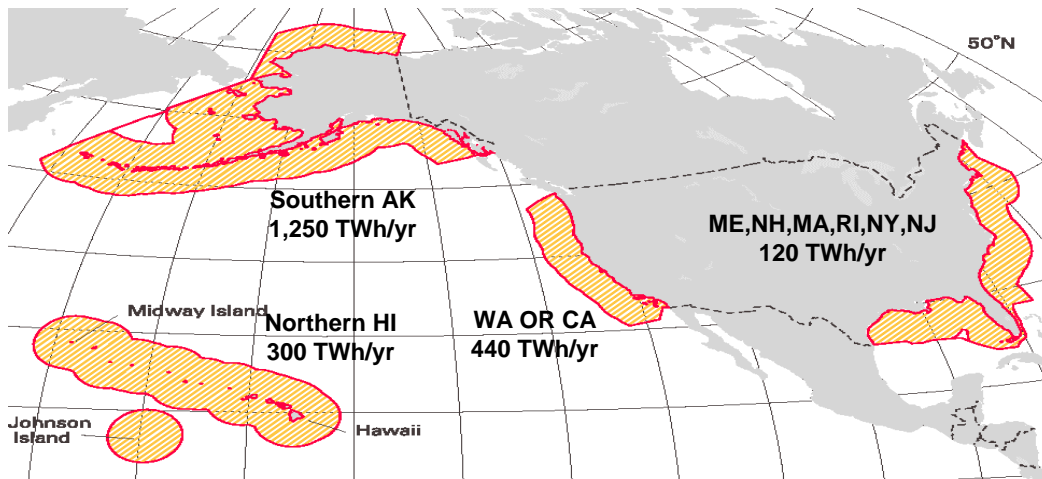 50°N
Southern AK
1,250 TWh/yr
ME,NH,MA,RI,NY,NJ
120 TWh/yr
Midway Island
Northern HI
300 TWh/yr
WA OR CA
440 TWh/yr
Johnson
Island
Hawaii